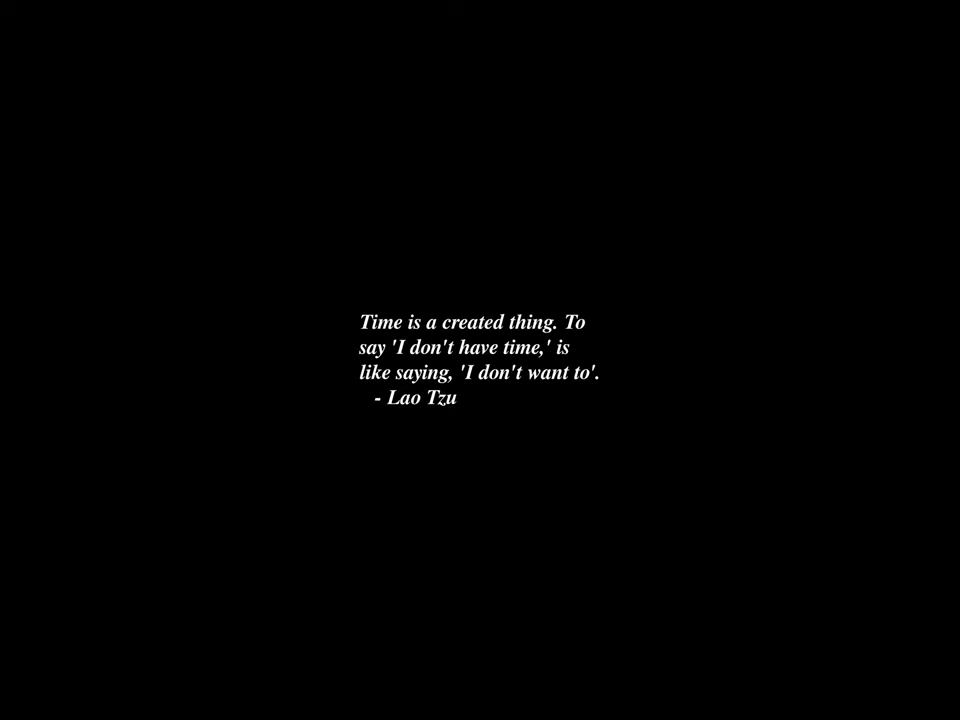 Time is a created thing. To
say 'I don't have time,' is
like saying, 'I don't want to'.
- Lao Tzu